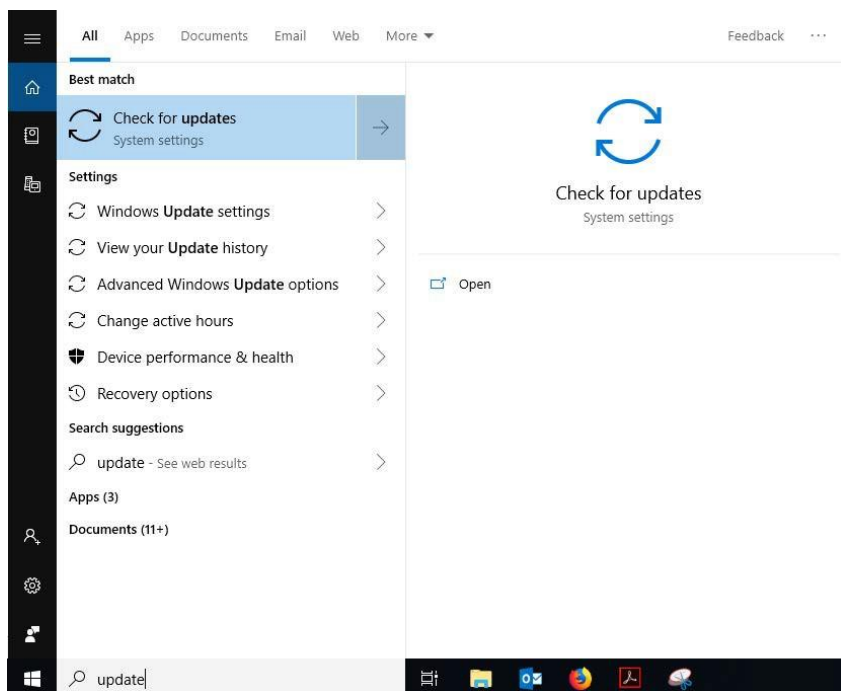 All Apps Documents Email Web More Feedback ...
Best match
Check for updates
System settings
Settings
Windows Update settings
View your Update history
Advanced Windows Update options
Change active hours
Device performance & health
Recovery options
Search suggestions
update - See web results
Apps (3)
Documents (11+)
Check for updates
System settings
Open
update